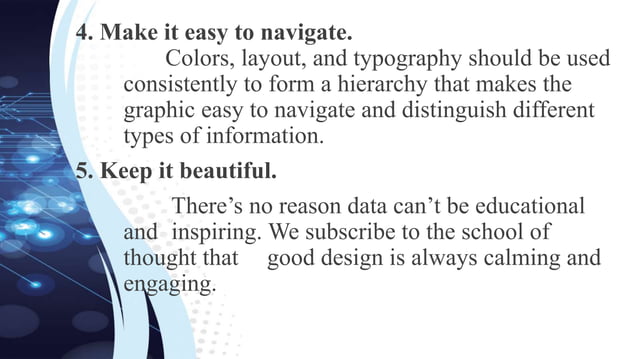 4. Make it easy to navigate.
Colors, layout, and typography should be used
consistently to form a hierarchy that makes the
graphic easy to navigate and distinguish different
types of information.
5. Keep it beautiful.
There’s no reason data can’t be educational
and inspiring. We subscribe to the school of
thought that good design is always calming and
engaging.